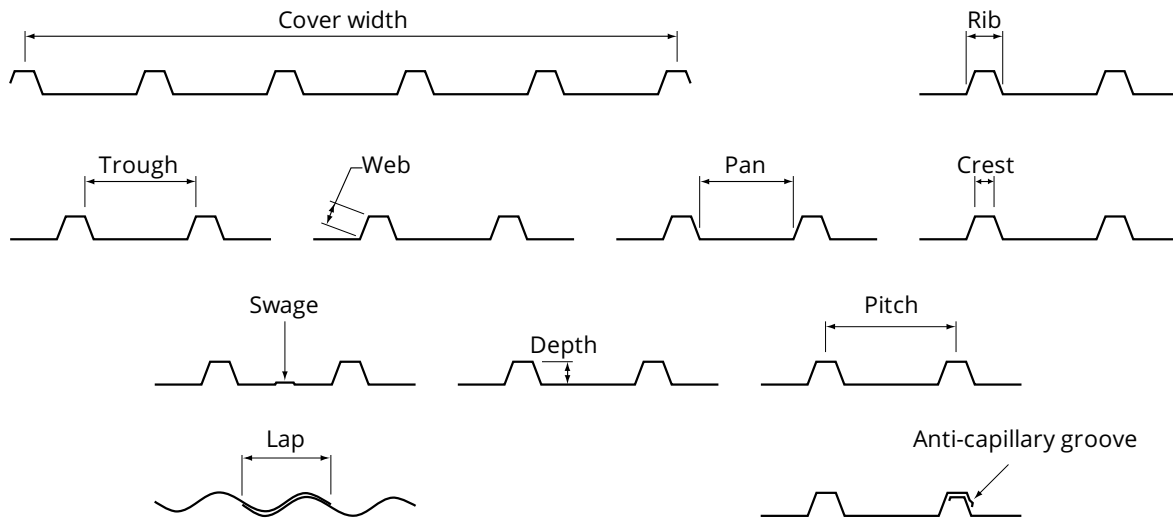 Cover width
Rib
Trough
Web
Pan
Crest
Swage
Depth
Pitch
Lap
Anti-capillary groove